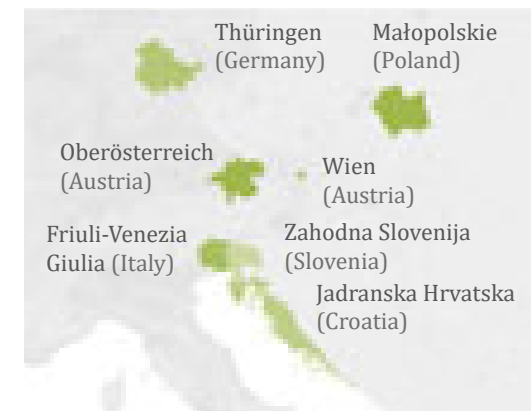 Thüringen
(Germany)
Małopolskie
(Poland)
Oberösterreich
(Austria)
Wien
(Austria)
Friuli-Venezia
Giulia (Italy)
Zahodna Slovenija
(Slovenia)
Jadranska Hrvatska
(Croatia)